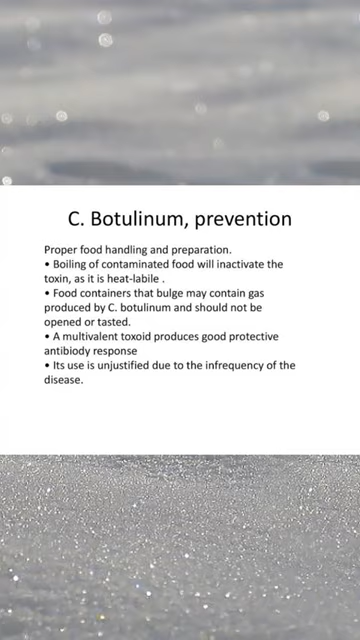 C. Botulinum, prevention
Proper food handling and preparation.
• Boiling of contaminated food will inactivate the
toxin, as it is heat-labile .
• Food containers that bulge may contain gas
produced by C. botulinum and should not be
opened or tasted.
• A multivalent toxoid produces good protective
antibiody response
• Its use is unjustified due to the infrequency of the
disease.